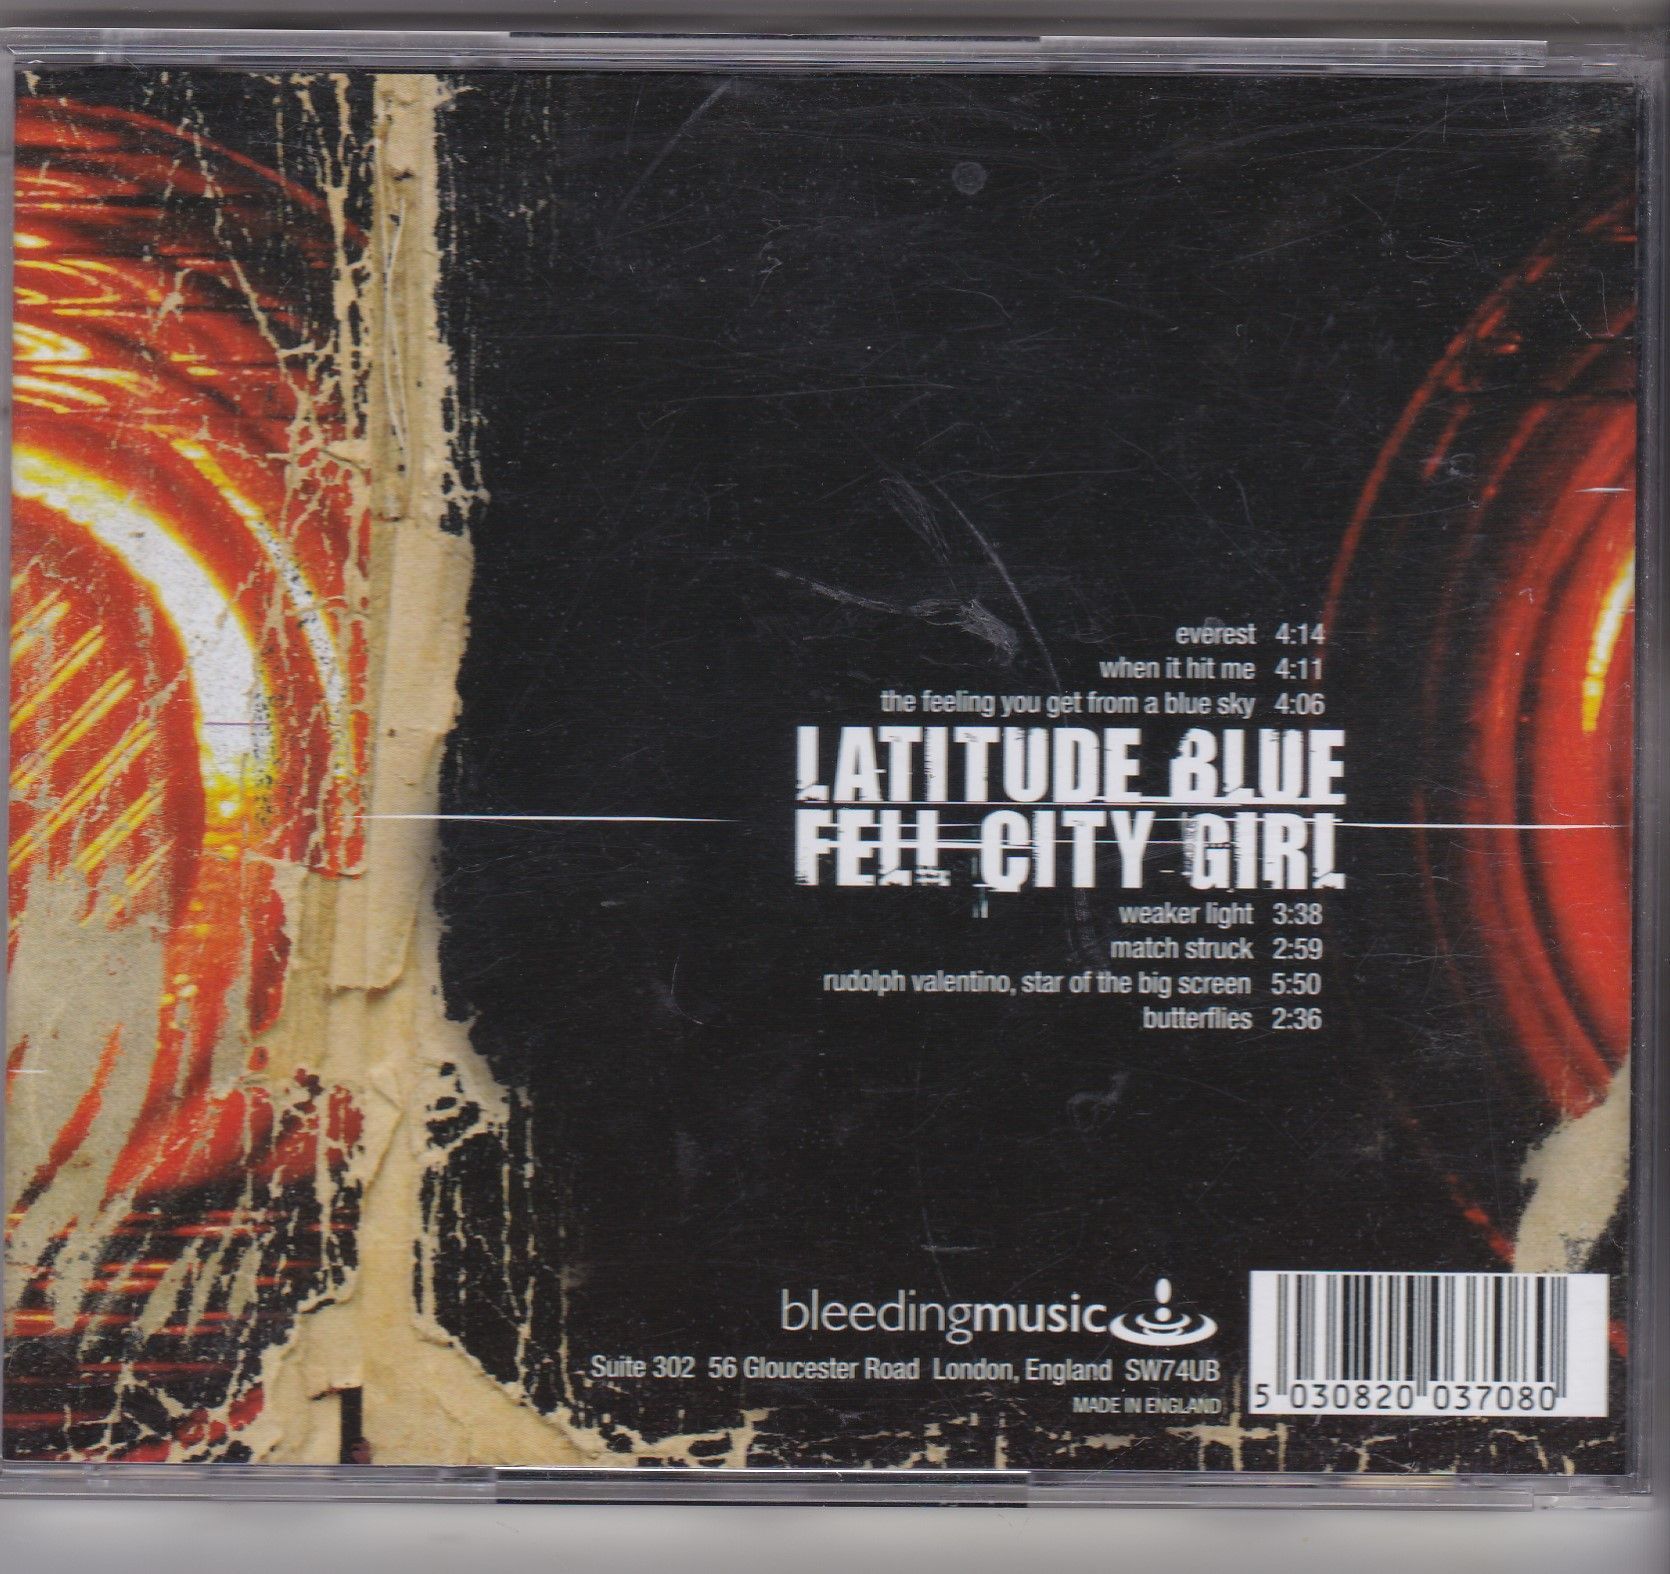 everest 4:14
when it hit me 4:11
the feeling you get from a blue sky 4:06
LATITUDE BLUE
FELL CITY GIRL
weaker light 3:38
match struck 2:59
rudolph valentino, star of the big screen 5:50
butterflies 2:36
bleedingmusic
Suite 302 56 Gloucester Road London, England SW74UB
MADE IN ENGLAND
5 030820 037080